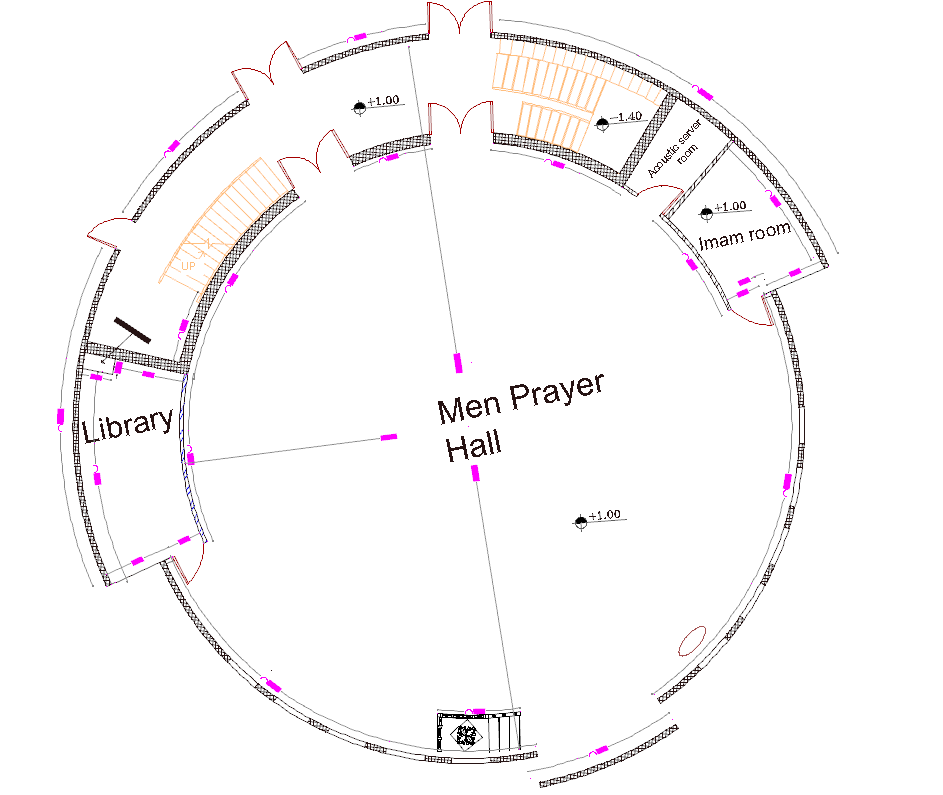 +1.00
-1.40
Acoustic server
room
+1.00
Imam room
UP
Men Prayer
Hall
Library
+1.00